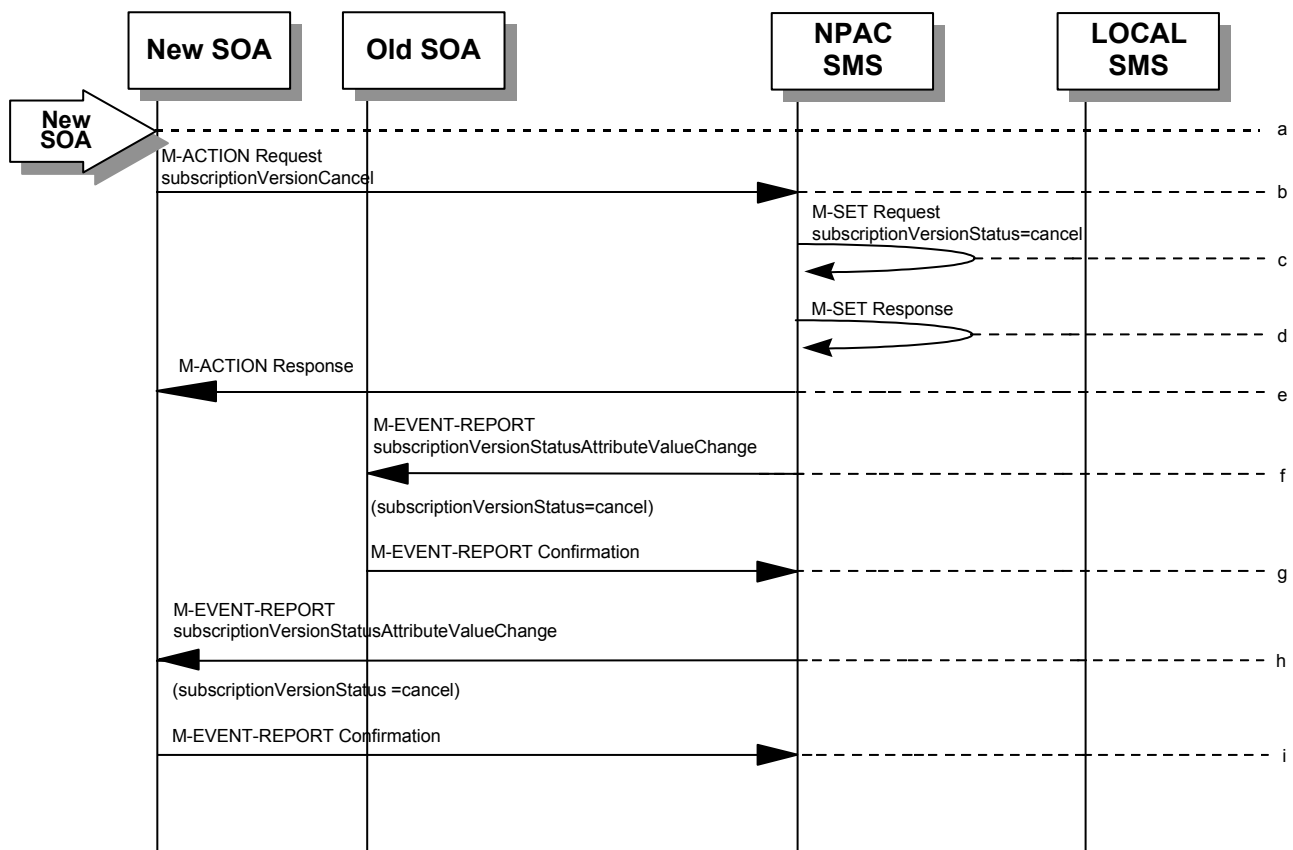 New SOA
Old SOA
NPAC
SMS
LOCAL
SMS
New
SOA
a
M-ACTION Request
subscriptionVersionCancel
b
M-SET Request
subscriptionVersionStatus=cancel
c
M-SET Response
d
M-ACTION Response
e
M-EVENT-REPORT
subscriptionVersionStatusAttributeValueChange
f
(subscriptionVersionStatus=cancel)
M-EVENT-REPORT Confirmation
g
M-EVENT-REPORT
subscriptionVersionStatusAttributeValueChange
h
(subscriptionVersionStatus =cancel)
M-EVENT-REPORT Confirmation
i